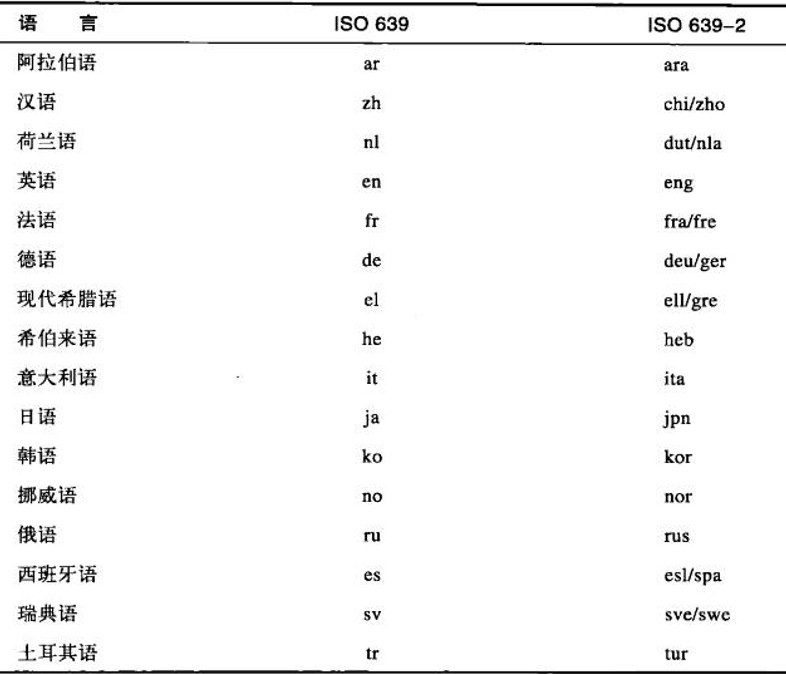 语 言 ISO 639 ISO 639-2
阿拉伯语 ar ara
汉语 zh chi/zho
荷兰语 nl dut/nla
英语 en eng
法语 fr fra/fre
德语 de deu/ger
现代希腊语 el ell/gre
希伯来语 he heb
意大利语 it ita
日语 ja jpn
韩语 ko kor
挪威语 no nor
俄语 ru rus
西班牙语 es esl/spa
瑞典语 sv sve/swe
土耳其语 tr tur